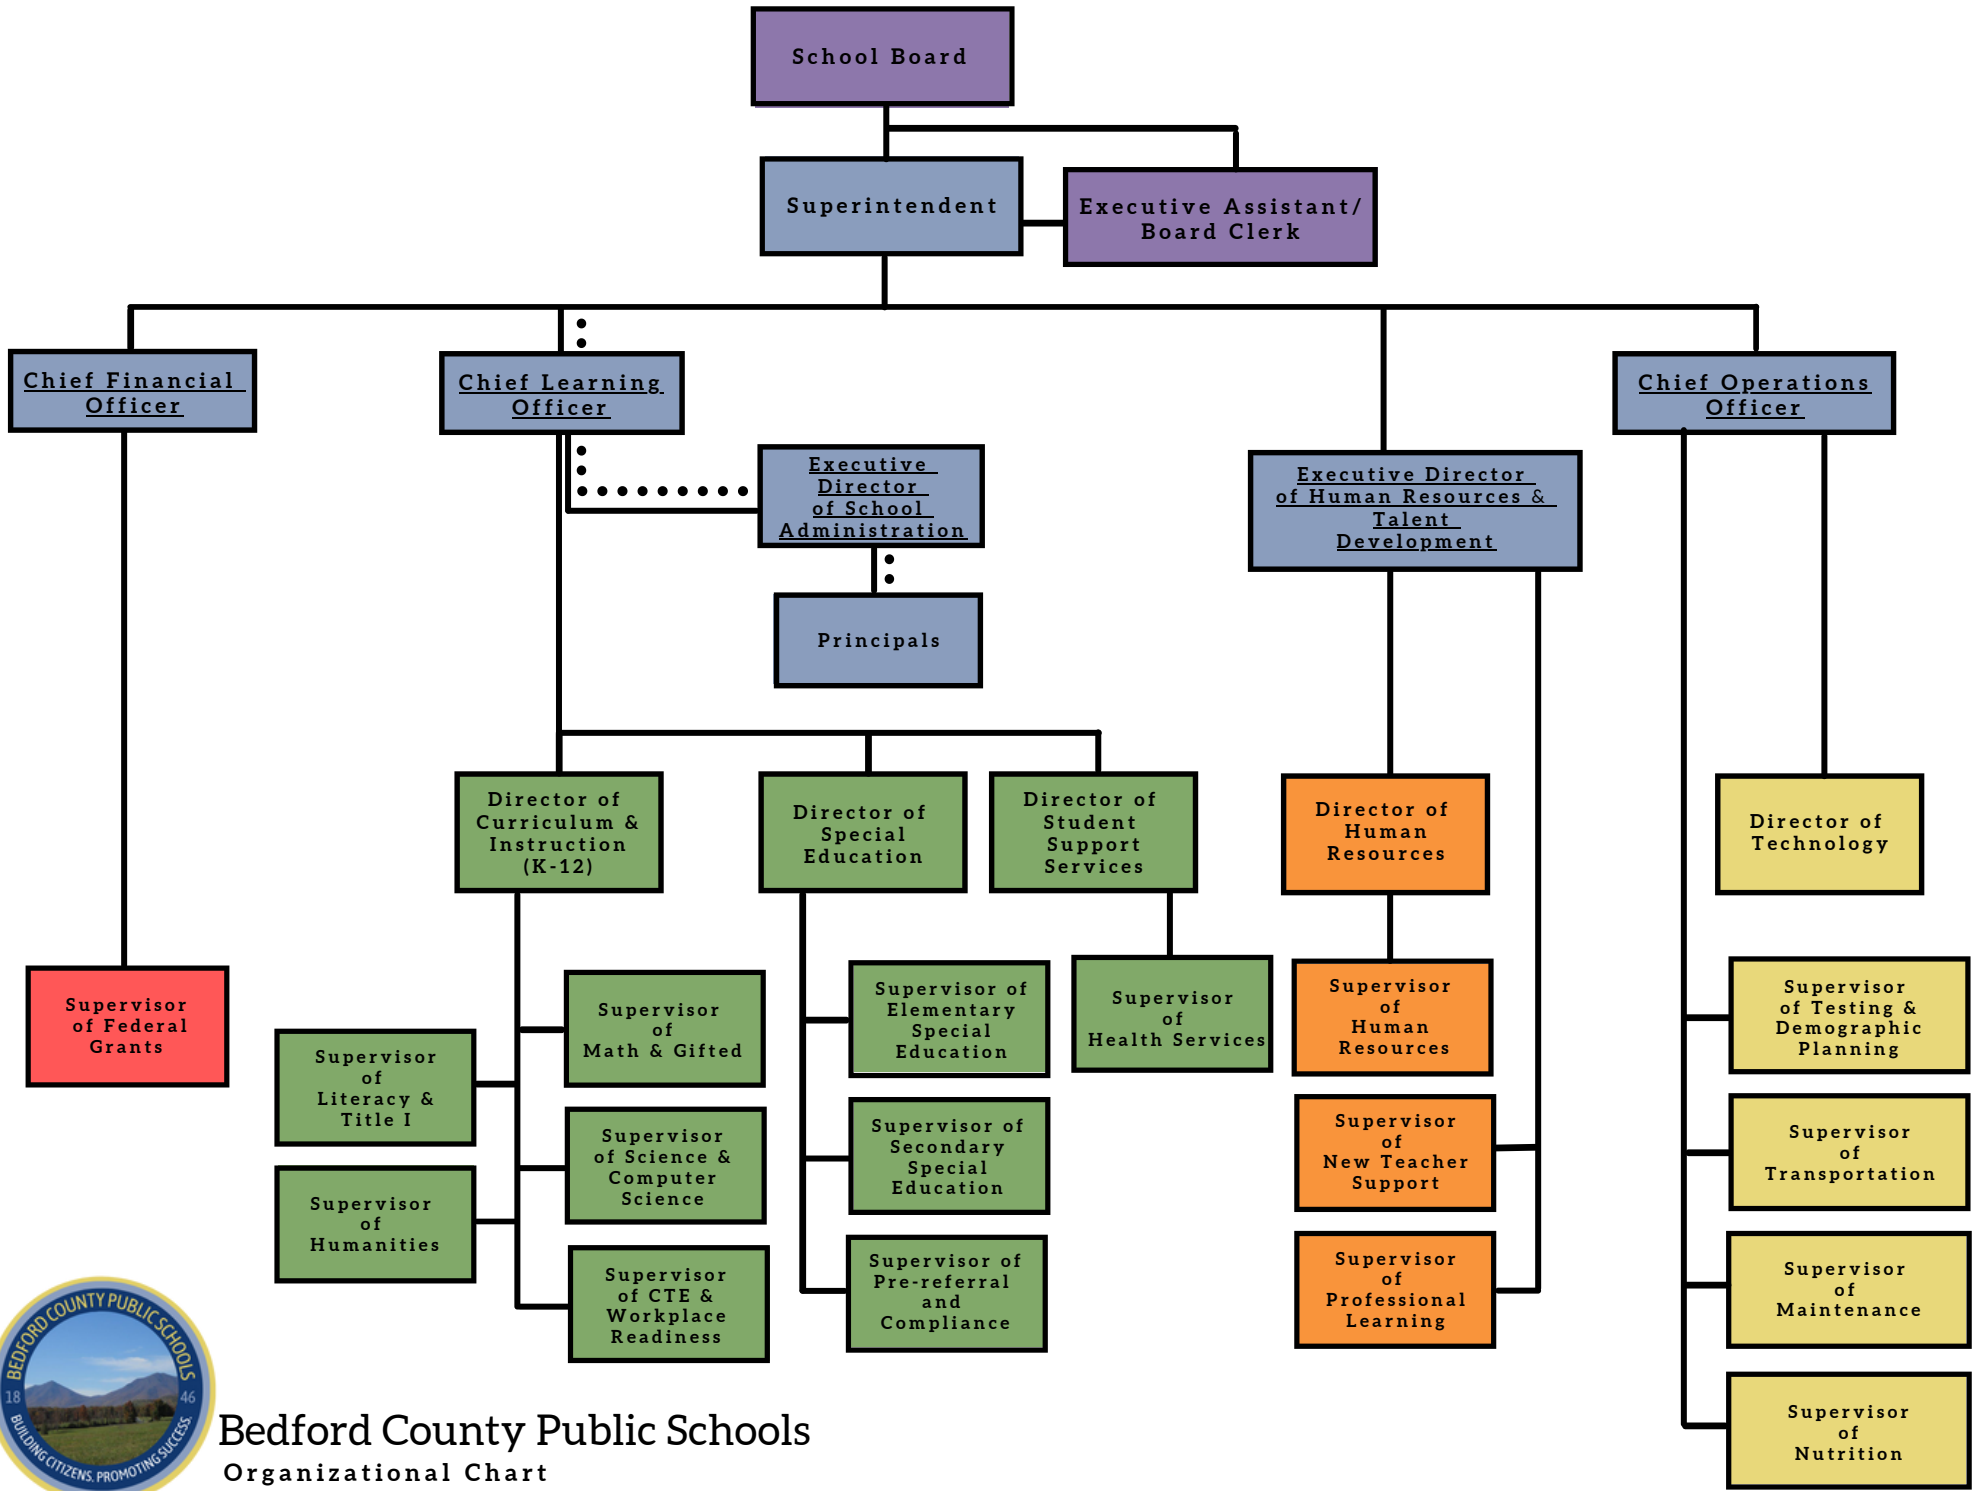 School Board
Superintendent
Executive Assistant/
Board Clerk
Chief Financial
Officer
Chief Learning
Officer
Chief Operations
Officer
Executive
Director
of School
Administration
Executive Director
of Human Resources &
Talent
Development
Principals
Director of
Curriculum &
Instruction
(K-12)
Director of
Special
Education
Director of
Student
Support
Services
Director of
Human
Resources
Director of
Technology
Supervisor
of Federal
Grants
Supervisor
of
Literacy &
Title I
Supervisor
of
Humanities
Supervisor
of
Math & Gifted
Supervisor
of Science &
Computer
Science
Supervisor
of CTE &
Workplace
Readiness
Supervisor of
Elementary
Special
Education
Supervisor of
Secondary
Special
Education
Supervisor of
Pre-referral
and
Compliance
Supervisor
of
Health Services
Supervisor
of
Human
Resources
Supervisor
of
New Teacher
Support
Supervisor
of
Professional
Learning
Supervisor
of Testing &
Demographic
Planning
Supervisor
of
Transportation
Supervisor
of
Maintenance
Supervisor
of
Nutrition
BEDFORD COUNTY PUBLIC SCHOOLS
18 46
BUILDING CITIZENS. PROMOTING SUCCESS.
Bedford County Public Schools
Organizational Chart